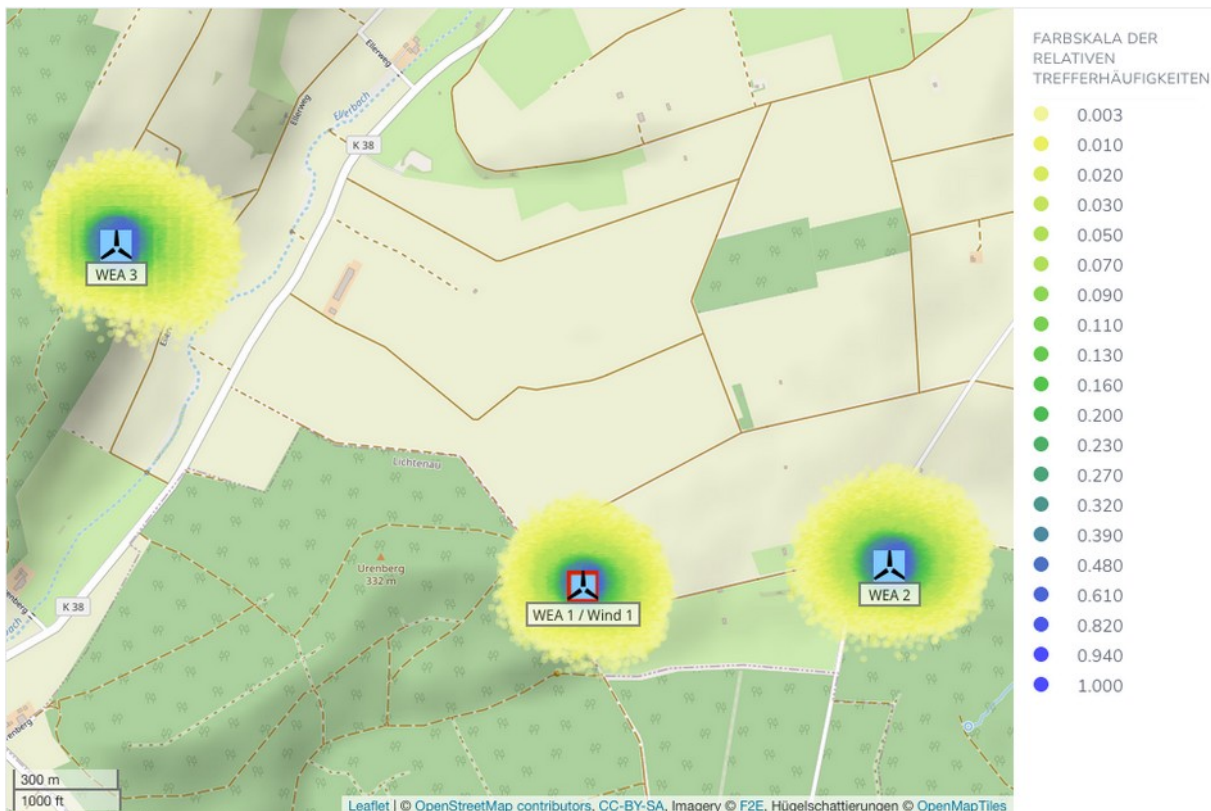 FARBSKALA DER
RELATIVEN
TREFFERHÄUFIGKEITEN
0.003
0.010
0.020
0.030
0.050
0.070
0.090
0.110
0.130
0.160
0.200
0.230
0.270
0.320
0.390
0.480
0.610
0.820
0.940
1.000
Ellerweg
Ellerbach
Ellerweg
K 38
WEA 3
Lichtenau
Urenberg
332 m
WEA 1 / Wind 1
WEA 2
K 38
300 m
1000 ft
Leaflet | © OpenStreetMap contributors, CC-BY-SA, Imagery © F2E, Hügelschattierungen © OpenMapTiles